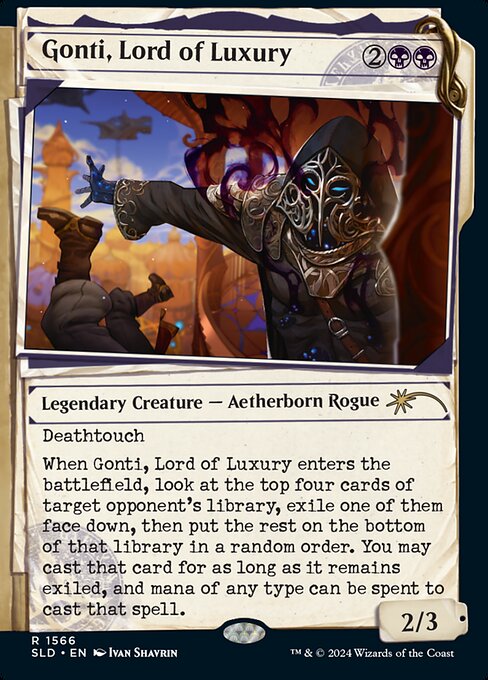 Gonti, Lord of Luxury 2
Legendary Creature — Aetherborn Rogue
Deathtouch
When Gonti, Lord of Luxury enters the
battlefield, look at the top four cards of
target opponent's library, exile one of them
face down, then put the rest on the bottom
of that library in a random order. You may
cast that card for as long as it remains
exiled, and mana of any type can be spent to
cast that spell.
2/3
R 1566
SLD • EN Ivan Shavrin
™ & © 2024 Wizards of the Coast